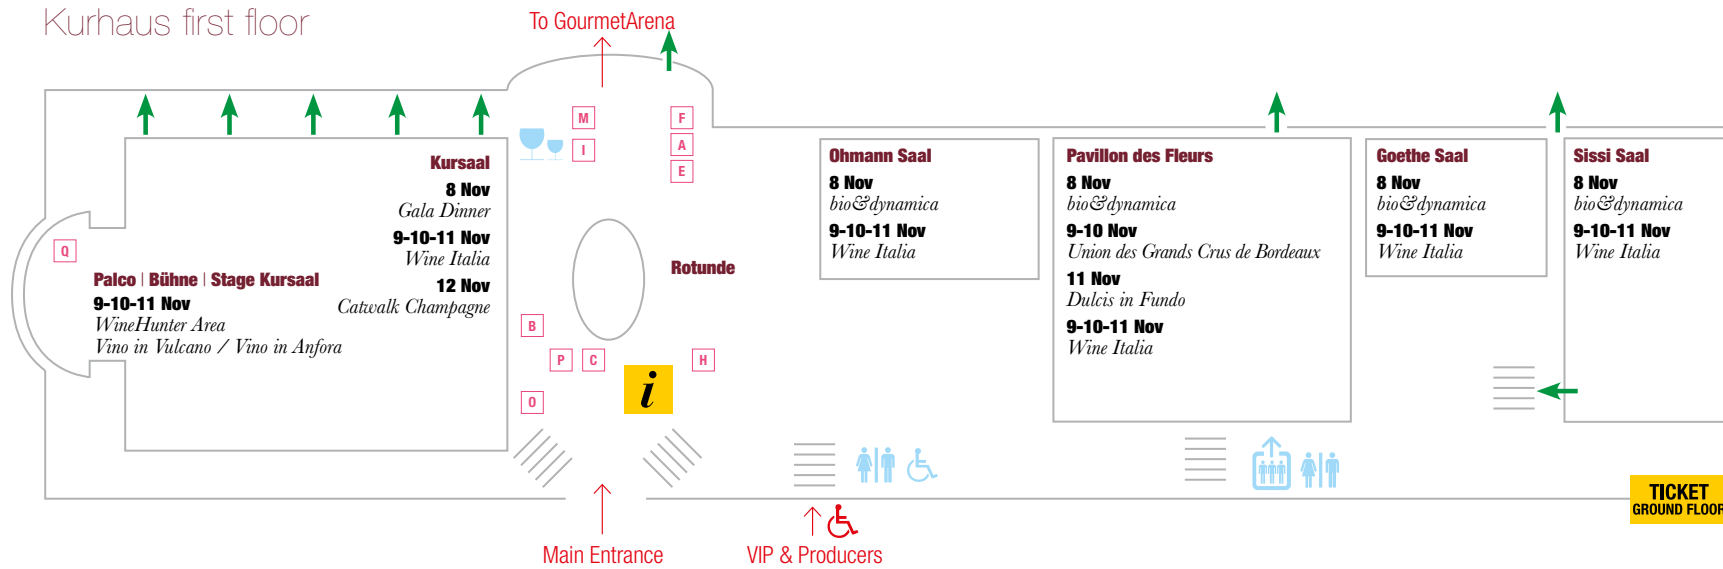 Kurhaus first floor
To GourmetArena
M
I
F
A
E
Kursaal
8 Nov
Gala Dinner
9-10-11 Nov
Wine Italia
12 Nov
Catwalk Champagne
Q
Palco | Bühne | Stage Kursaal
9-10-11 Nov
WineHunter Area
Vino in Vulcano / Vino in Anfora
Rotunde
B
P
C
H
O
i
Ohmann Saal
8 Nov
bio&dynamica
9-10-11 Nov
Wine Italia
Pavillon des Fleurs
8 Nov
bio&dynamica
9-10 Nov
Union des Grands Crus de Bordeaux
11 Nov
Dulcis in Fundo
9-10-11 Nov
Wine Italia
Goethe Saal
8 Nov
bio&dynamica
9-10-11 Nov
Wine Italia
Sissi Saal
8 Nov
bio&dynamica
9-10-11 Nov
Wine Italia
TICKET
GROUND FLOOR
Main Entrance
VIP & Producers